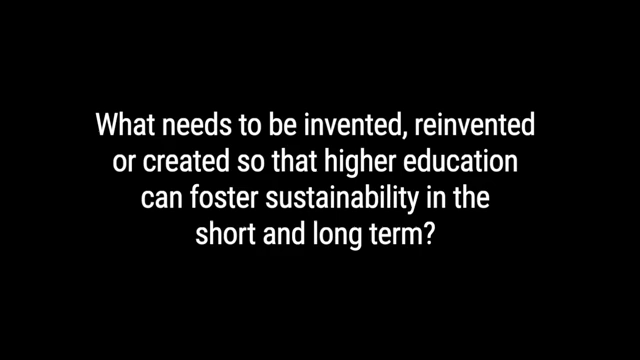 What needs to be invented, reinvented
or created so that higher education
can foster sustainability in the
short and long term?